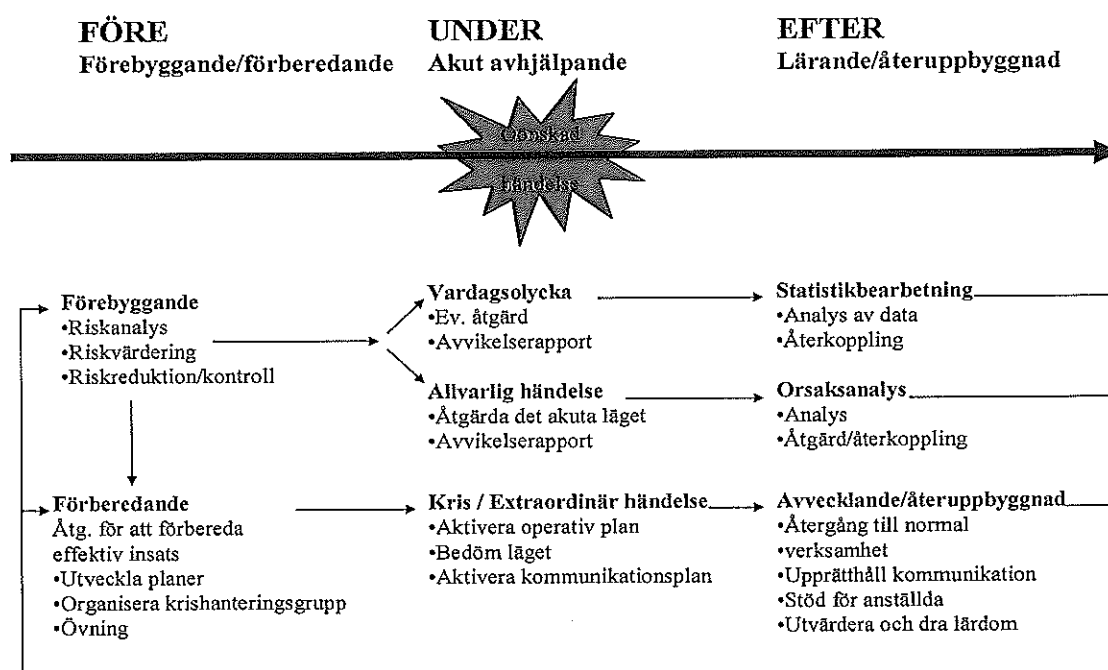 FÖRE
Förebyggande/förberedande
UNDER
Akut avhjälpande
EFTER
Lärande/återuppbyggnad
Oönskad
händelse
Förebyggande
•Riskanalys
•Riskvärdering
•Riskreduktion/kontroll
Vardagsolycka
•Ev. åtgärd
•Avvikelserapport
Statistikbearbetning
•Analys av data
•Återkoppling
Allvarlig händelse
•Åtgärda det akuta läget
•Avvikelserapport
Orsaksanalys
•Analys
•Åtgärd/återkoppling
Förberedande
Åtg. för att förbereda
effektiv insats
•Utveckla planer
•Organisera krishanteringsgrupp
•Övning
Kris / Extraordinär händelse
•Aktivera operativ plan
•Bedöm läget
•Aktivera kommunikationsplan
Avvecklande/återuppbyggnad
•Återgång till normal
•verksamhet
•Upprätthåll kommunikation
•Stöd för anställda
•Utvärdera och dra lärdom